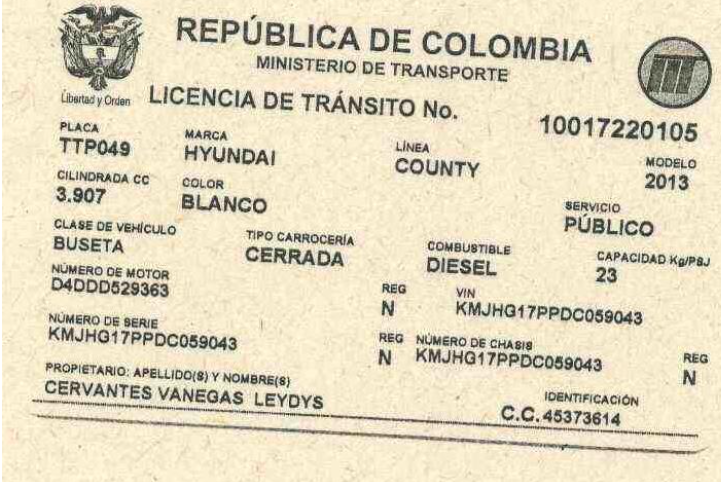 REPÚBLICA DE COLOMBIA
MINISTERIO DE TRANSPORTE
Libertad y Orden
LICENCIA DE TRÁNSITO No. 10017220105
PLACA MARCA LÍNEA MODELO
TTP049 HYUNDAI COUNTY 2013
CILINDRADA CC COLOR SERVICIO
3.907 BLANCO PÚBLICO
CLASE DE VEHÍCULO TIPO CARROCERÍA COMBUSTIBLE CAPACIDAD Kg/PSJ
BUSETA CERRADA DIESEL 23
NÚMERO DE MOTOR REG VIN
D4DDD529363 N KMJHG17PPDC059043
NÚMERO DE SERIE REG NÚMERO DE CHASIS REG
KMJHG17PPDC059043 N KMJHG17PPDC059043 N
PROPIETARIO: APELLIDO(S) Y NOMBRE(S) IDENTIFICACIÓN
CERVANTES VANEGAS LEYDYS C.C. 45373614